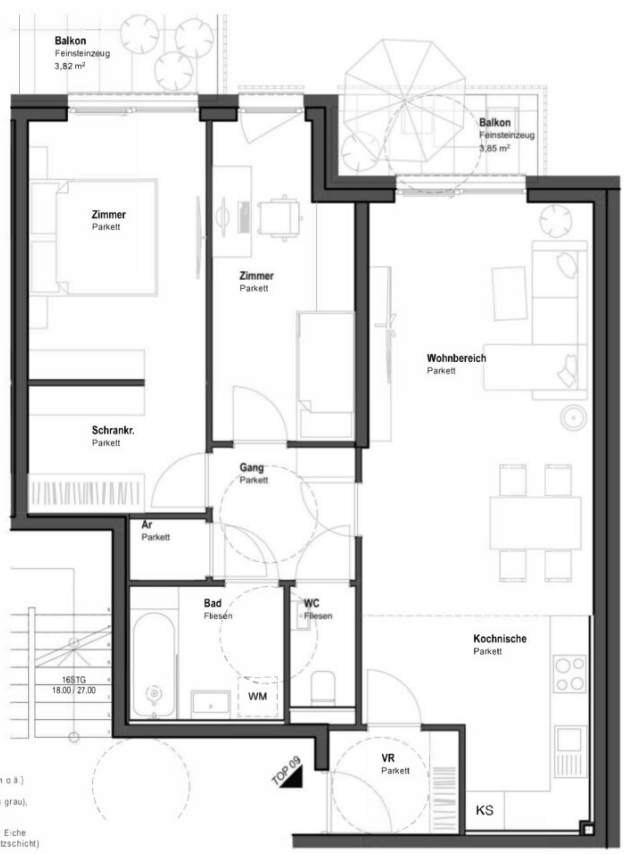 Balkon
Feinsteinzeug
3,82 m²
Balkon
Feinsteinzeug
3,85 m²
Zimmer
Parkett
Zimmer
Parkett
Wohnbereich
Parkett
Schrankr.
Parkett
Gang
Parkett
Ar
Parkett
Bad
Fliesen
WC
Fliesen
Kochnische
Parkett
16STG
18.00 / 27.00
WM
VR
Parkett
TOP 09
KS
o.ä.)
grau),
Eiche
tzschicht)